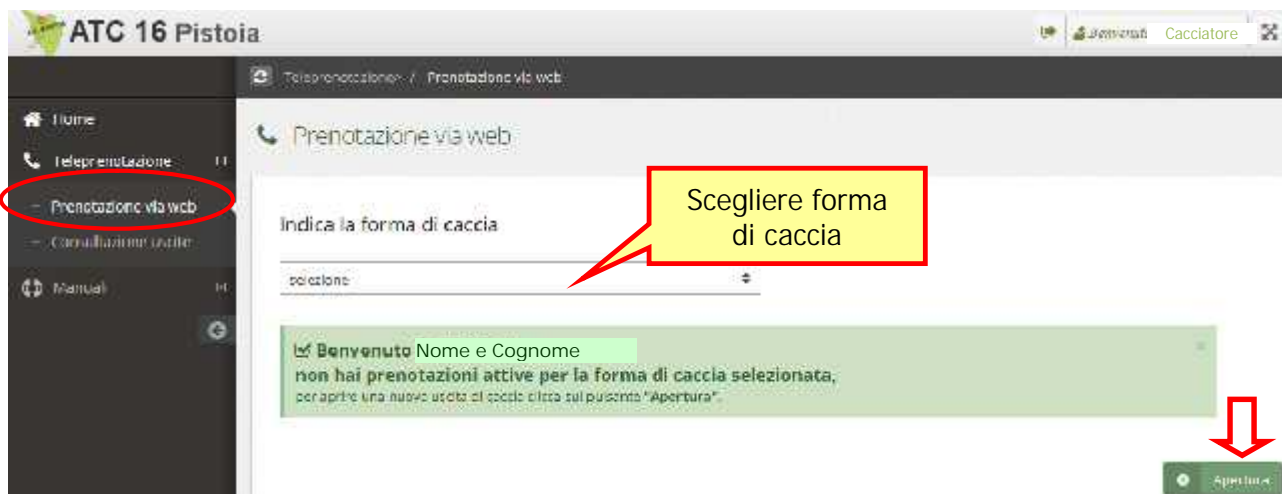 ATC 16 Pistoia
Benvenuto Cacciatore
Teleprenotazione / Prenotazione via web
Home
Teleprenotazione
Prenotazione via web
Consultazione uscite
Manuali
Prenotazione via web
Scegliere forma
di caccia
Indica la forma di caccia
selezione
Benvenuto Nome e Cognome
non hai prenotazioni attive per la forma di caccia selezionata,
per aprire una nuova uscita di caccia clicca sul pulsante "Apertura".
Apertura